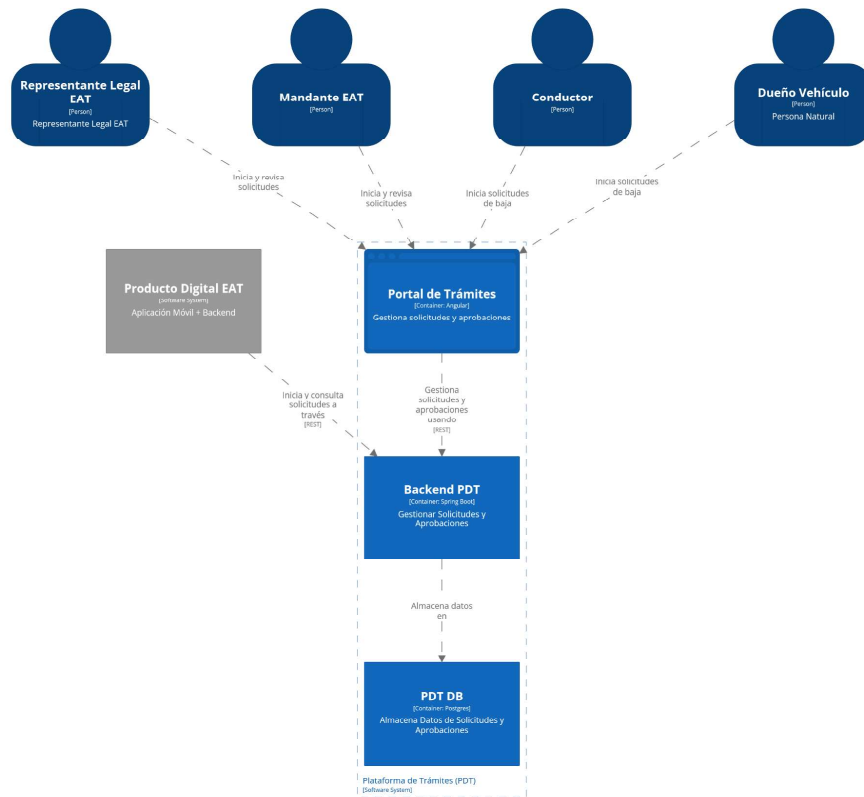 Representante Legal
EAT
[Person]
Representante Legal EAT
Mandante EAT
[Person]
Conductor
[Person]
Dueño Vehículo
[Person]
Persona Natural
Inicia y revisa
solicitudes
Inicia y revisa
solicitudes
Inicia solicitudes
de baja
Inicia solicitudes
de baja
Producto Digital EAT
[Software System]
Aplicación Móvil + Backend
Portal de Trámites
[Container: Angular]
Gestiona solicitudes y aprobaciones
Inicia y consulta
solicitudes a
través
[REST]
Gestiona
solicitudes y
aprobaciones
usando
[REST]
Backend PDT
[Container: Spring Boot]
Gestionar Solicitudes y
Aprobaciones
Almacena datos
en
PDT DB
[Container: Postgres]
Almacena Datos de Solicitudes y
Aprobaciones
Plataforma de Trámites (PDT)
[Software System]